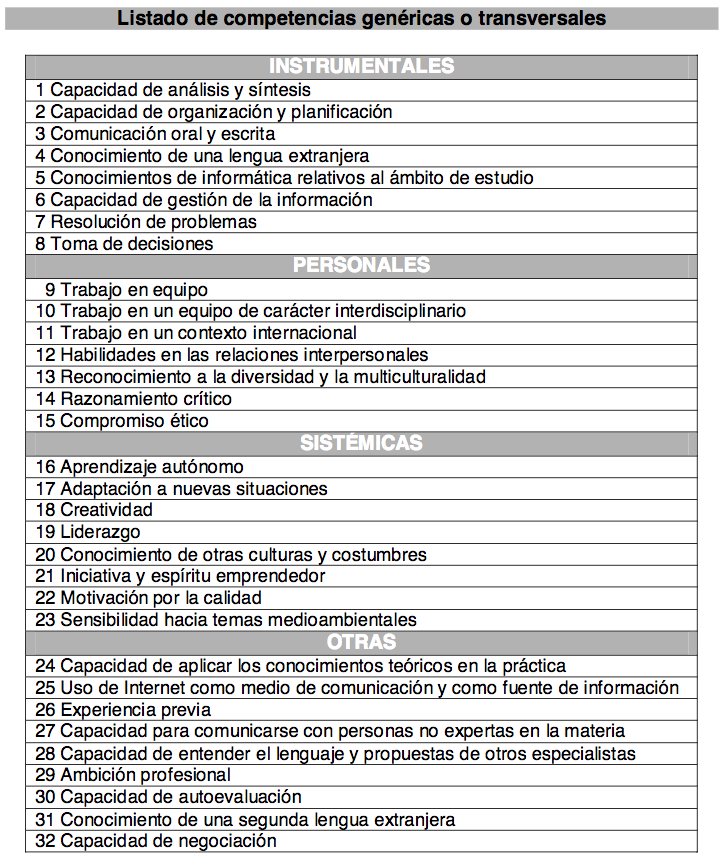 Listado de competencias genéricas o transversales
INSTRUMENTALES
1 Capacidad de análisis y síntesis
2 Capacidad de organización y planificación
3 Comunicación oral y escrita
4 Conocimiento de una lengua extranjera
5 Conocimientos de informática relativos al ámbito de estudio
6 Capacidad de gestión de la información
7 Resolución de problemas
8 Toma de decisiones
PERSONALES
9 Trabajo en equipo
10 Trabajo en un equipo de carácter interdisciplinario
11 Trabajo en un contexto internacional
12 Habilidades en las relaciones interpersonales
13 Reconocimiento a la diversidad y la multiculturalidad
14 Razonamiento crítico
15 Compromiso ético
SISTÉMICAS
16 Aprendizaje autónomo
17 Adaptación a nuevas situaciones
18 Creatividad
19 Liderazgo
20 Conocimiento de otras culturas y costumbres
21 Iniciativa y espíritu emprendedor
22 Motivación por la calidad
23 Sensibilidad hacia temas medioambientales
OTRAS
24 Capacidad de aplicar los conocimientos teóricos en la práctica
25 Uso de Internet como medio de comunicación y como fuente de información
26 Experiencia previa
27 Capacidad para comunicarse con personas no expertas en la materia
28 Capacidad de entender el lenguaje y propuestas de otros especialistas
29 Ambición profesional
30 Capacidad de autoevaluación
31 Conocimiento de una segunda lengua extranjera
32 Capacidad de negociación